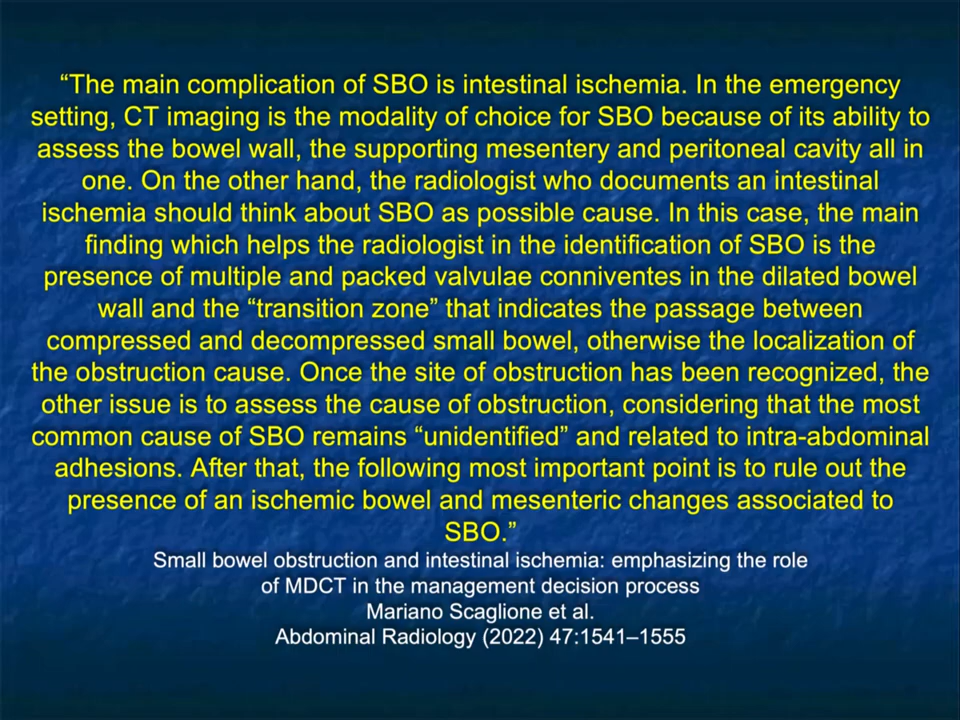 “The main complication of SBO is intestinal ischemia. In the emergency
setting, CT imaging is the modality of choice for SBO because of its ability to
assess the bowel wall, the supporting mesentery and peritoneal cavity all in
one. On the other hand, the radiologist who documents an intestinal
ischemia should think about SBO as possible cause. In this case, the main
finding which helps the radiologist in the identification of SBO is the
presence of multiple and packed valvulae conniventes in the dilated bowel
wall and the “transition zone” that indicates the passage between
compressed and decompressed small bowel, otherwise the localization of
the obstruction cause. Once the site of obstruction has been recognized, the
other issue is to assess the cause of obstruction, considering that the most
common cause of SBO remains “unidentified” and related to intra-abdominal
adhesions. After that, the following most important point is to rule out the
presence of an ischemic bowel and mesenteric changes associated to
SBO.”
Small bowel obstruction and intestinal ischemia: emphasizing the role
of MDCT in the management decision process
Mariano Scaglione et al.
Abdominal Radiology (2022) 47:1541–1555